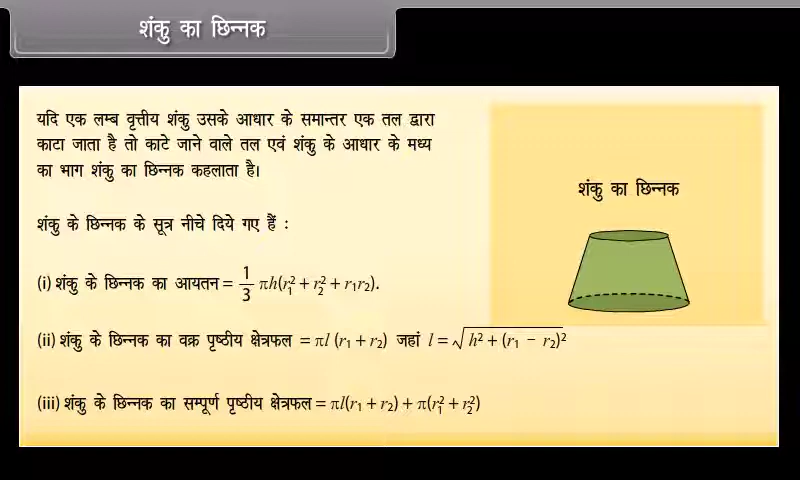 शंकु का छिन्नक
यदि एक लम्ब वृत्तीय शंकु उसके आधार के समान्तर एक तल द्वारा
काटा जाता है तो काटे जाने वाले तल एवं शंकु के आधार के मध्य
का भाग शंकु का छिन्नक कहलाता है।
शंकु का छिन्नक
शंकु के छिन्नक के सूत्र नीचे दिये गए हैं :
(i) शंकु के छिन्नक का आयतन = 1/3 πh(r₁² + r₂² + r₁r₂).
(ii) शंकु के छिन्नक का वक्र पृष्ठीय क्षेत्रफल = πl (r₁ + r₂) जहां l = √h² + (r₁ − r₂)²
(iii) शंकु के छिन्नक का सम्पूर्ण पृष्ठीय क्षेत्रफल = πl(r₁ + r₂) + π(r₁² + r₂²)